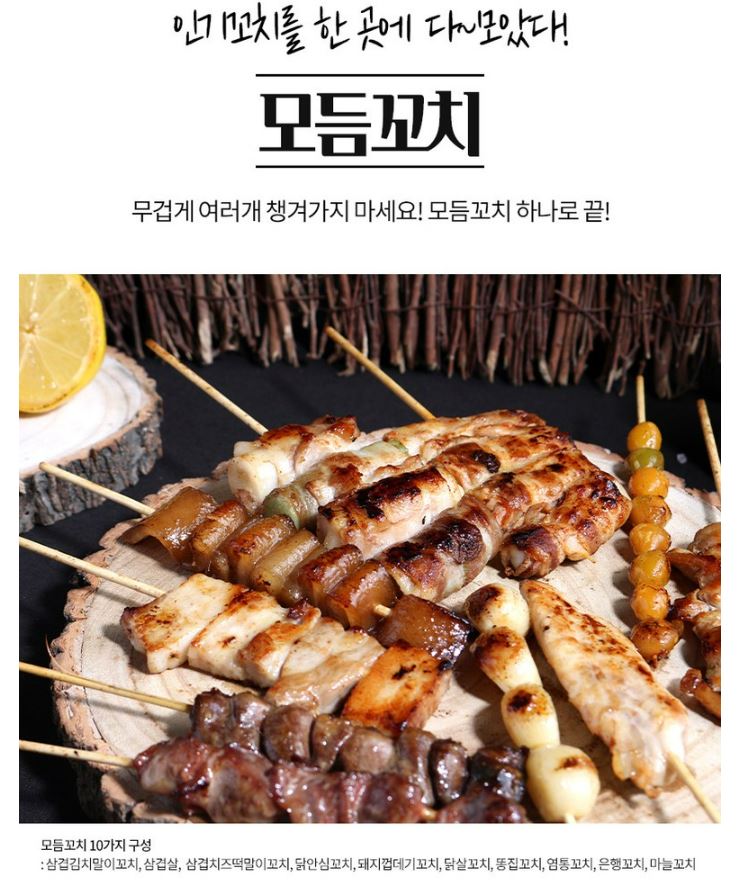 인기꼬치를 한 곳에 다~모았다!
모듬꼬치
무겁게 여러개 챙겨가지 마세요! 모듬꼬치 하나로 끝!
모듬꼬치 10가지 구성
: 삼겹김치말이꼬치, 삼겹살, 삼겹치즈떡말이꼬치, 닭안심꼬치, 돼지껍데기꼬치, 닭살꼬치, 똥집꼬치, 염통꼬치, 은행꼬치, 마늘꼬치